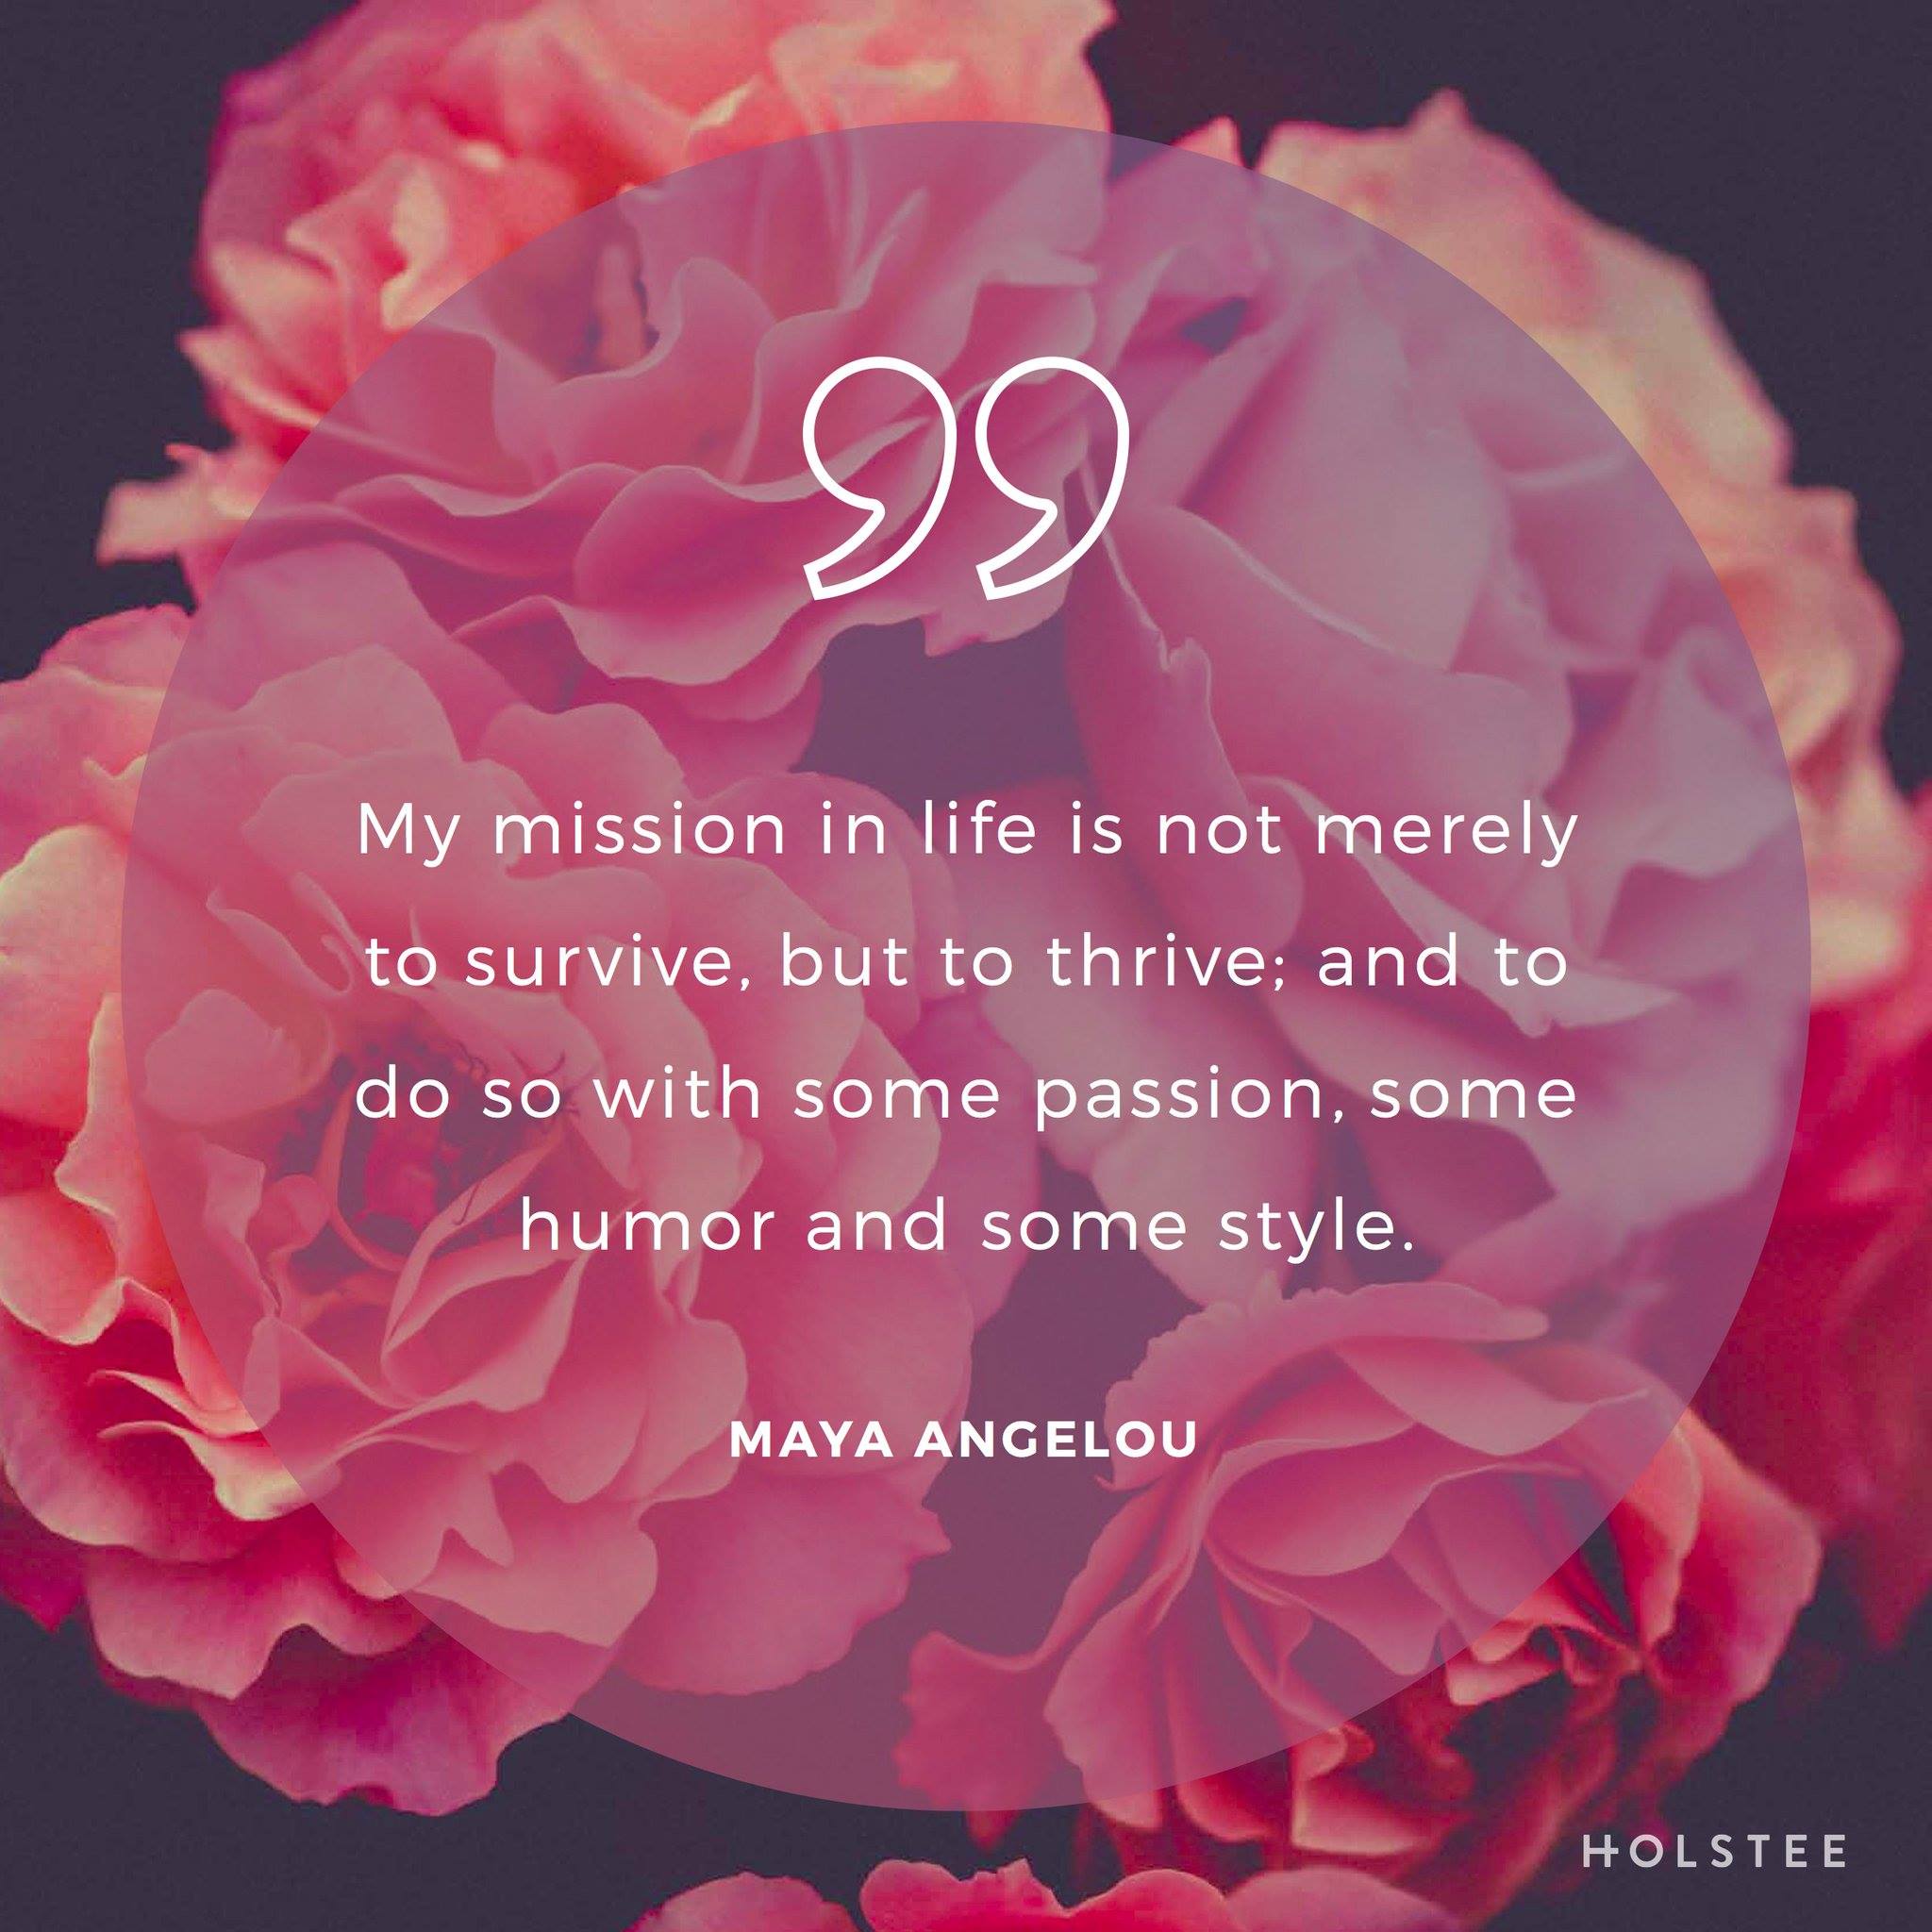 ”
My mission in life is not merely
to survive, but to thrive; and to
do so with some passion, some
humor and some style.
MAYA ANGELOU
HOLSTEE